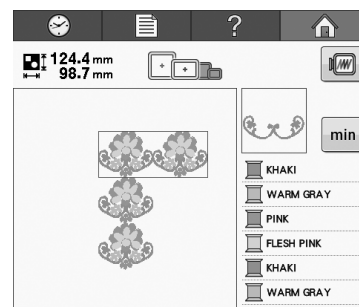 ?
124.4 mm
98.7 mm
min
KHAKI
WARM GRAY
PINK
FLESH PINK
KHAKI
WARM GRAY